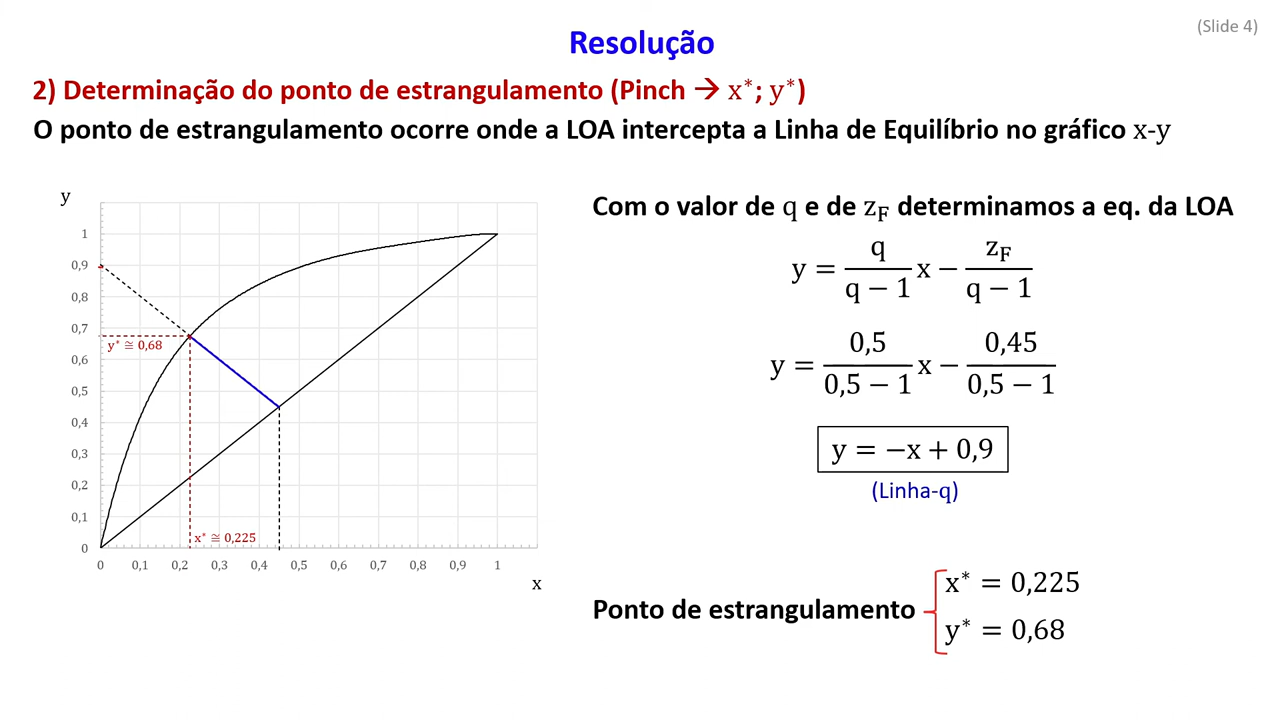 (Slide 4)
Resolução
2) Determinação do ponto de estrangulamento (Pinch → x*; y*)
O ponto de estrangulamento ocorre onde a LOA intercepta a Linha de Equilíbrio no gráfico x-y
y
1
0,9
0,8
0,7
0,6
0,5
0,4
0,3
0,2
0,1
0
y* ≅ 0,68
x* ≅ 0,225
0 0,1 0,2 0,3 0,4 0,5 0,6 0,7 0,8 0,9 1
x
Com o valor de q e de z_F determinamos a eq. da LOA
y = q/(q − 1) x − z_F/(q − 1)
y = 0,5/(0,5 − 1) x − 0,45/(0,5 − 1)
y = −x + 0,9
(Linha-q)
Ponto de estrangulamento
x* = 0,225
y* = 0,68